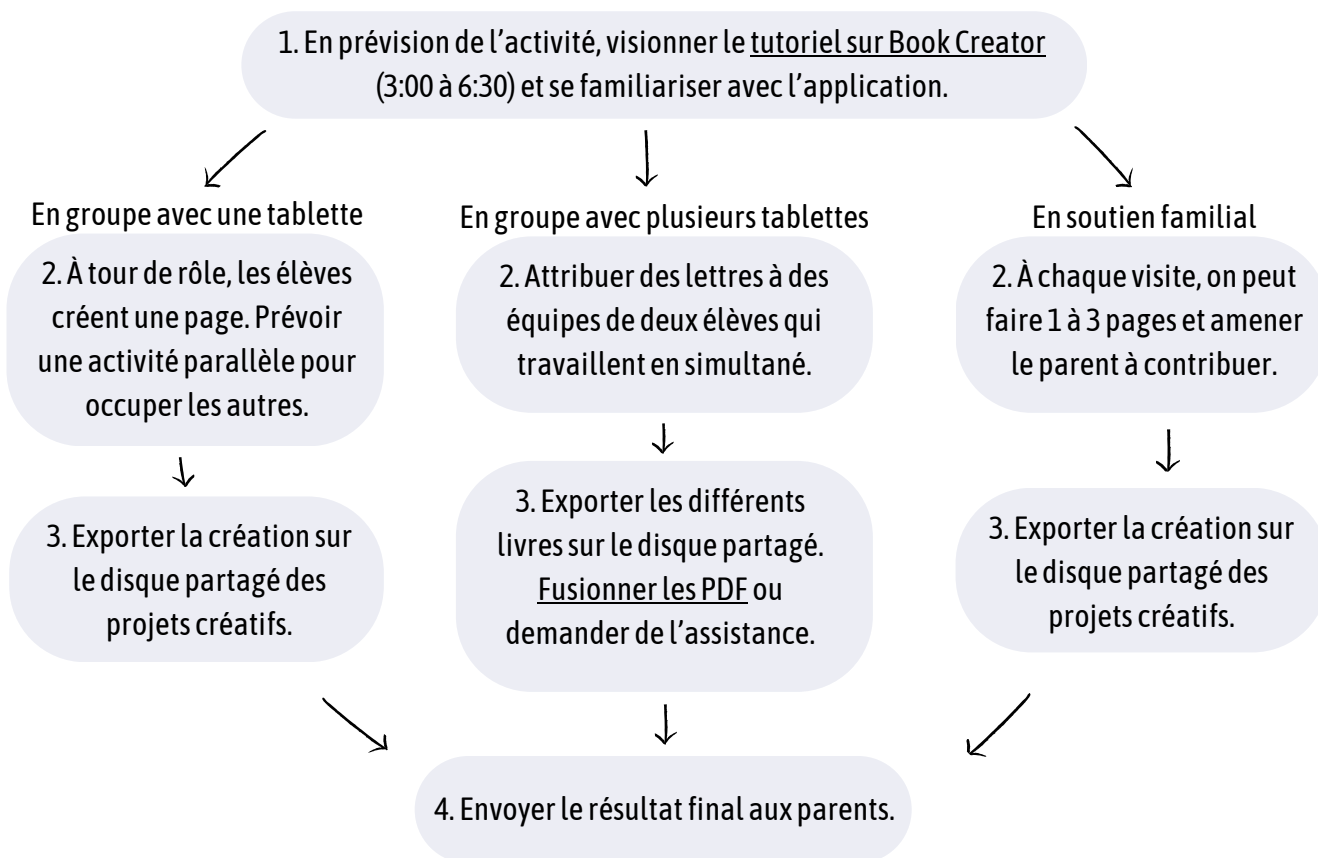 1. En prévision de l’activité, visionner le tutoriel sur Book Creator
(3:00 à 6:30) et se familiariser avec l’application.
En groupe avec une tablette
2. À tour de rôle, les élèves
créent une page. Prévoir
une activité parallèle pour
occuper les autres.
3. Exporter la création sur
le disque partagé des
projets créatifs.
En groupe avec plusieurs tablettes
2. Attribuer des lettres à des
équipes de deux élèves qui
travaillent en simultané.
3. Exporter les différents
livres sur le disque partagé.
Fusionner les PDF ou
demander de l’assistance.
En soutien familial
2. À chaque visite, on peut
faire 1 à 3 pages et amener
le parent à contribuer.
3. Exporter la création sur
le disque partagé des
projets créatifs.
4. Envoyer le résultat final aux parents.